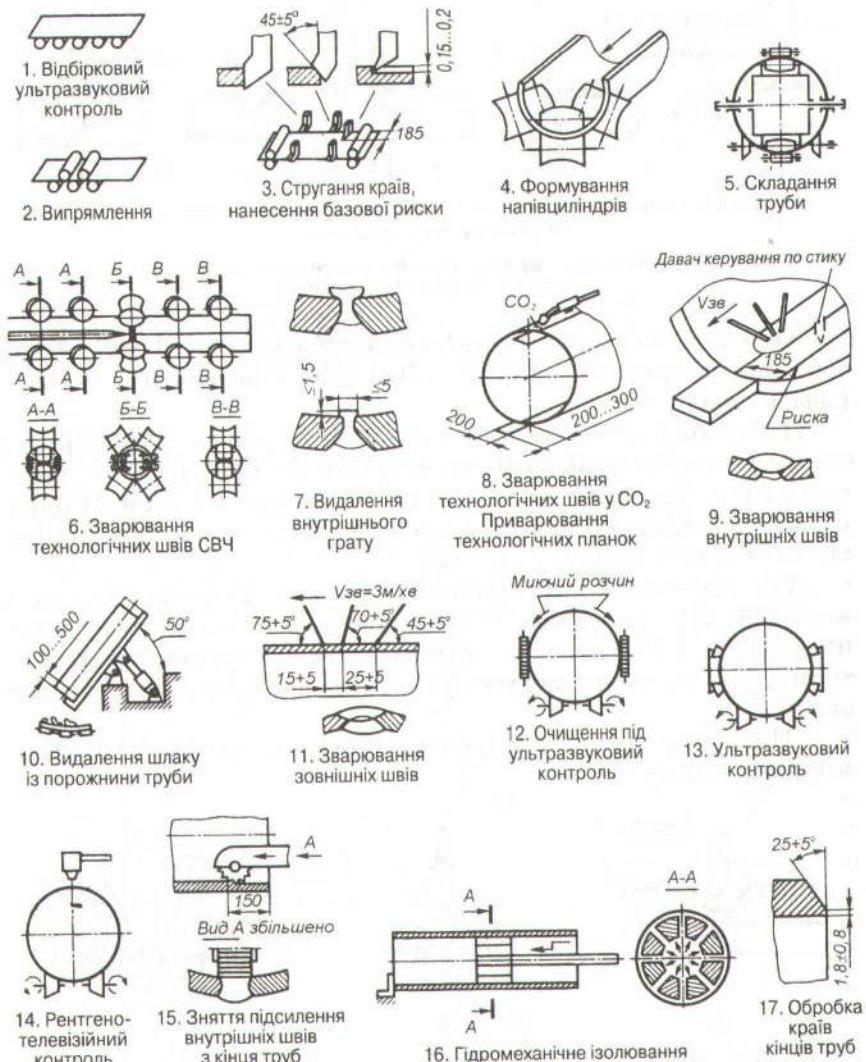 1. Відбірковий
ультразвуковий
контроль
2. Випрямлення
45±5°
0,15...0,2
185
3. Стругання країв,
нанесення базової риски
4. Формування
напівциліндрів
5. Складання
труби
А А Б В В
А А Б В В
А-А Б-Б В-В
6. Зварювання
технологічних швів СВЧ
≤1,5
≤5
7. Видалення
внутрішнього
грату
CO₂
200
200...300
8. Зварювання
технологічних швів у CO₂
Приварювання
технологічних планок
Давач керування по стику
Vзв
185
Риска
9. Зварювання
внутрішніх швів
100...500
50°
10. Видалення шлаку
із порожнини труби
Vзв=3м/хв
75+5° 70+5° 45+5°
15+5 25+5
11. Зварювання
зовнішніх швів
Миючий розчин
12. Очищення під
ультразвуковий
контроль
13. Ультразвуковий
контроль
14. Рентгено-
телевізійний
контроль
А
150
Вид А збільшено
15. Зняття підсилення
внутрішніх швів
з кінця труб
А
А
А-А
16. Гідромеханічне ізолювання
25+5°
1,8±0,8
17. Обробка
країв
кінців труб